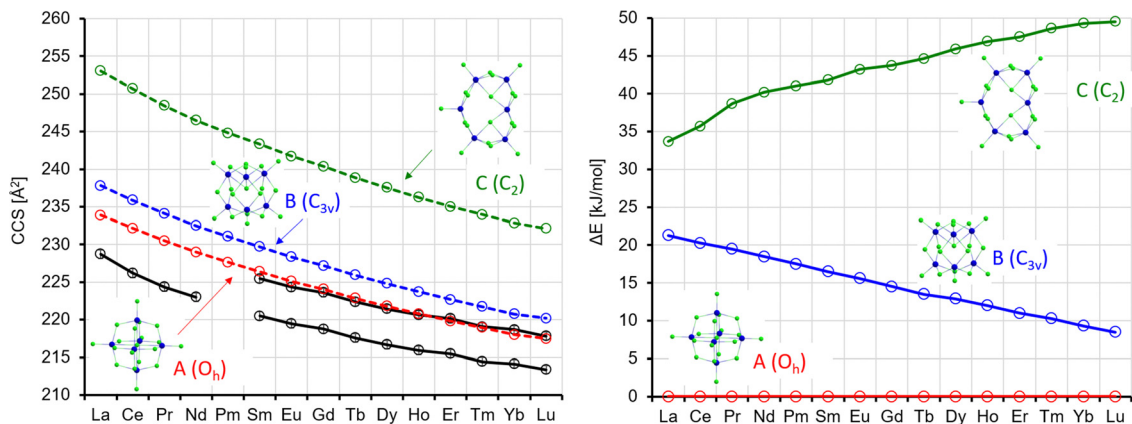 260
255
250
245
240
235
230
225
220
215
210
CCS [Å²]
C (C₂)
B (C₃ᵥ)
A (Oₕ)
La Ce Pr Nd Pm Sm Eu Gd Tb Dy Ho Er Tm Yb Lu
50
45
40
35
30
25
20
15
10
5
0
ΔE [kJ/mol]
C (C₂)
B (C₃ᵥ)
A (Oₕ)
La Ce Pr Nd Pm Sm Eu Gd Tb Dy Ho Er Tm Yb Lu